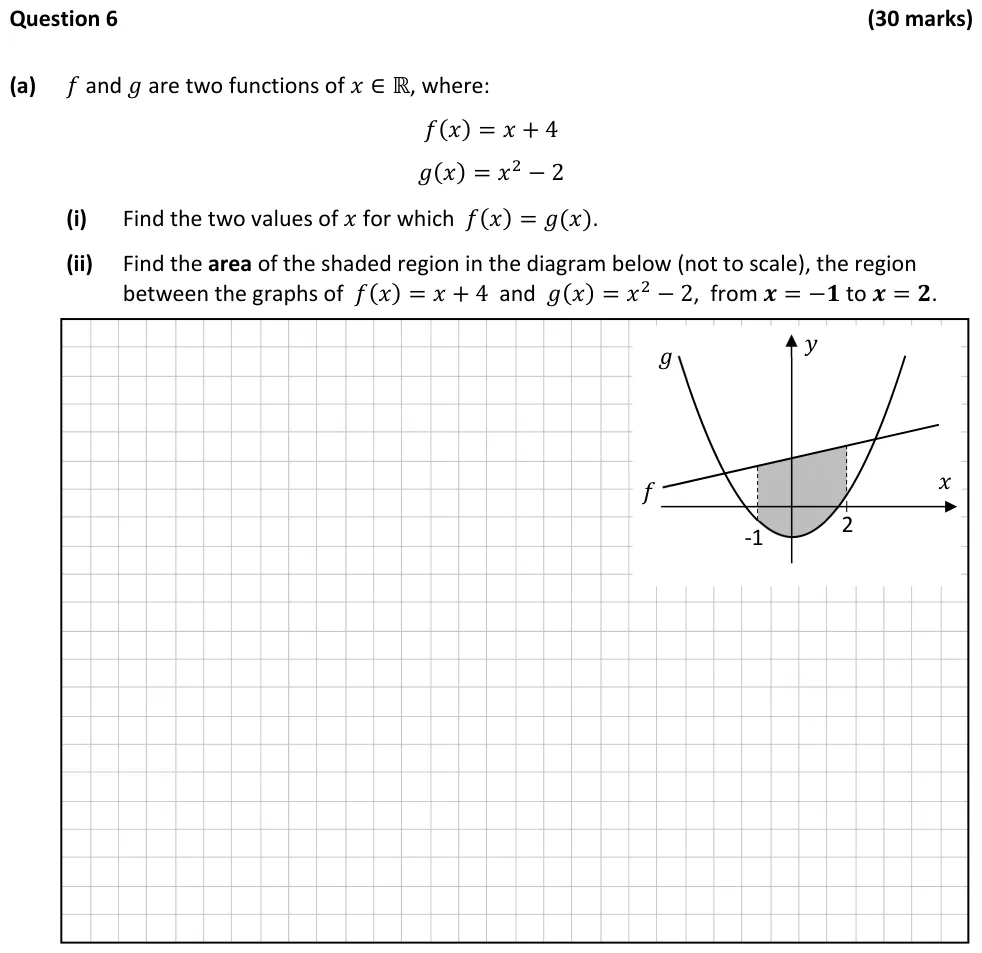 Question 6 (30 marks)
(a) f and g are two functions of x ∈ ℝ, where:
f(x) = x + 4
g(x) = x² − 2
(i) Find the two values of x for which f(x) = g(x).
(ii) Find the area of the shaded region in the diagram below (not to scale), the region
between the graphs of f(x) = x + 4 and g(x) = x² − 2, from x = −1 to x = 2.
y
g
x
f
2
-1